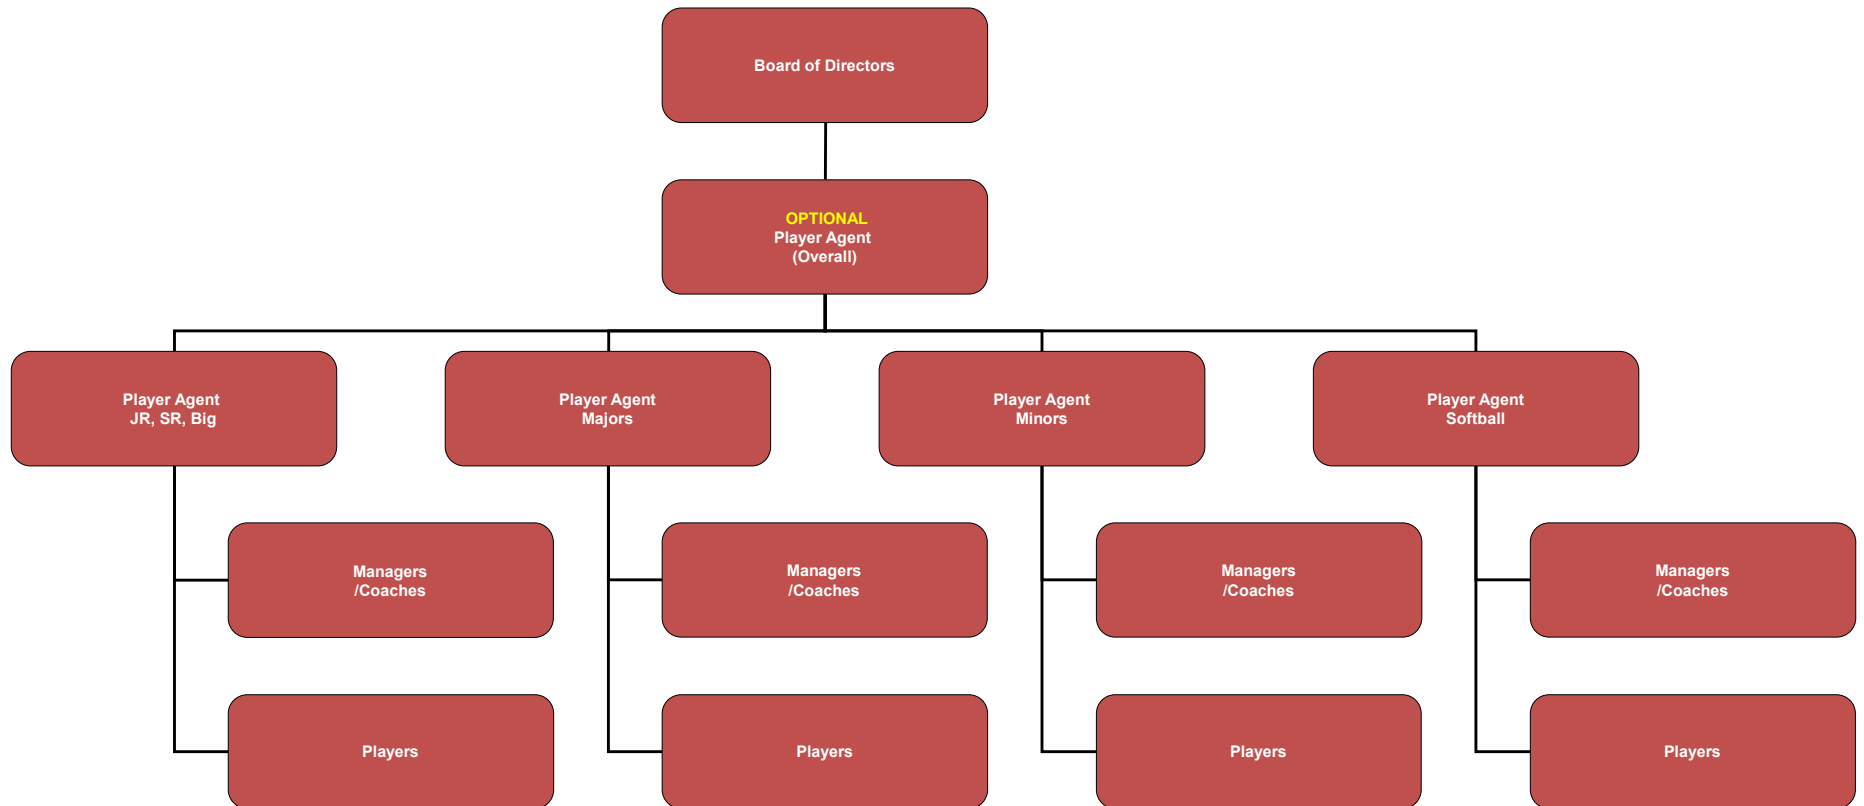 Board of Directors
OPTIONAL
Player Agent
(Overall)
Player Agent
JR, SR, Big
Player Agent
Majors
Player Agent
Minors
Player Agent
Softball
Managers
/Coaches
Managers
/Coaches
Managers
/Coaches
Managers
/Coaches
Players
Players
Players
Players